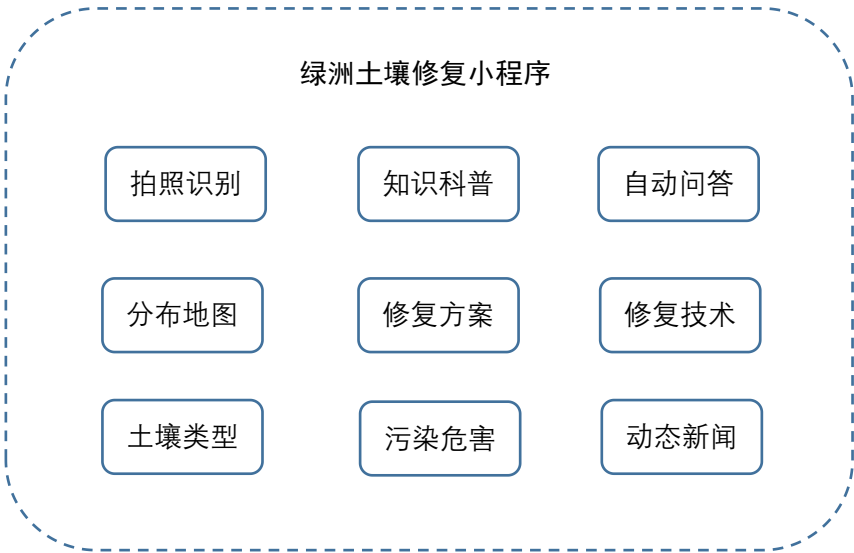 绿洲土壤修复小程序
拍照识别
知识科普
自动问答
分布地图
修复方案
修复技术
土壤类型
污染危害
动态新闻